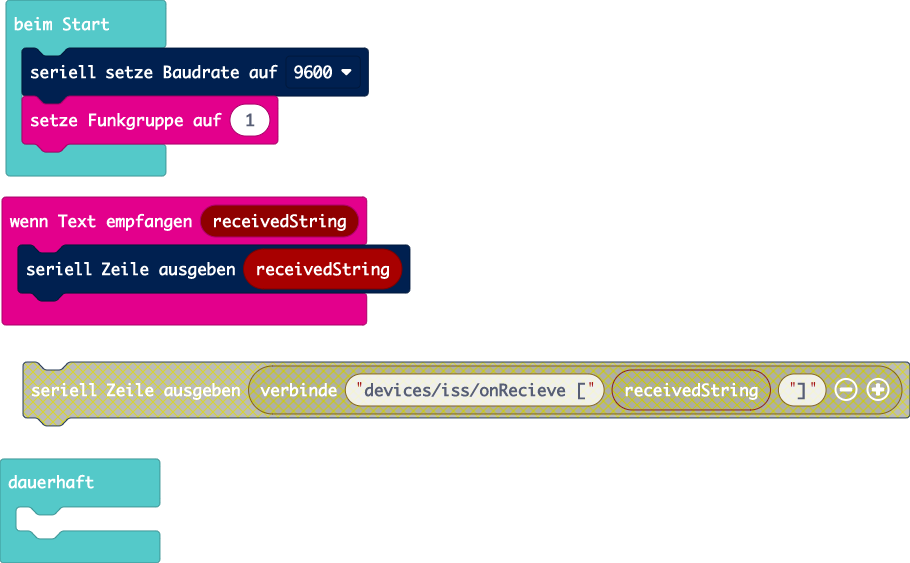 beim Start
seriell setze Baudrate auf 9600
setze Funkgruppe auf 1
wenn Text empfangen receivedString
seriell Zeile ausgeben receivedString
seriell Zeile ausgeben verbinde "devices/iss/onRecieve [" receivedString "]"
dauerhaft